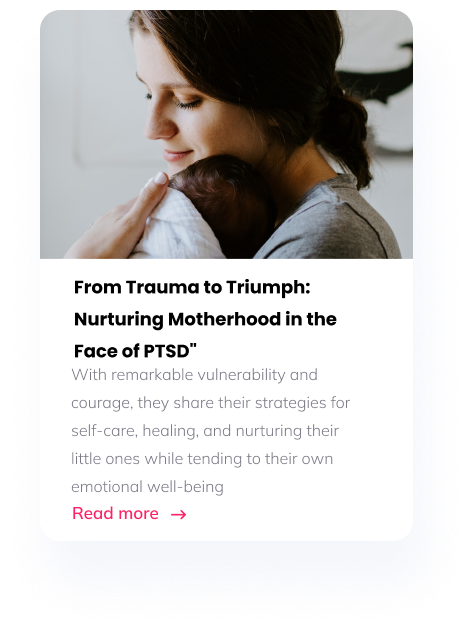 From Trauma to Triumph:
Nurturing Motherhood in the
Face of PTSD"
With remarkable vulnerability and
courage, they share their strategies for
self-care, healing, and nurturing their
little ones while tending to their own
emotional well-being
Read more →